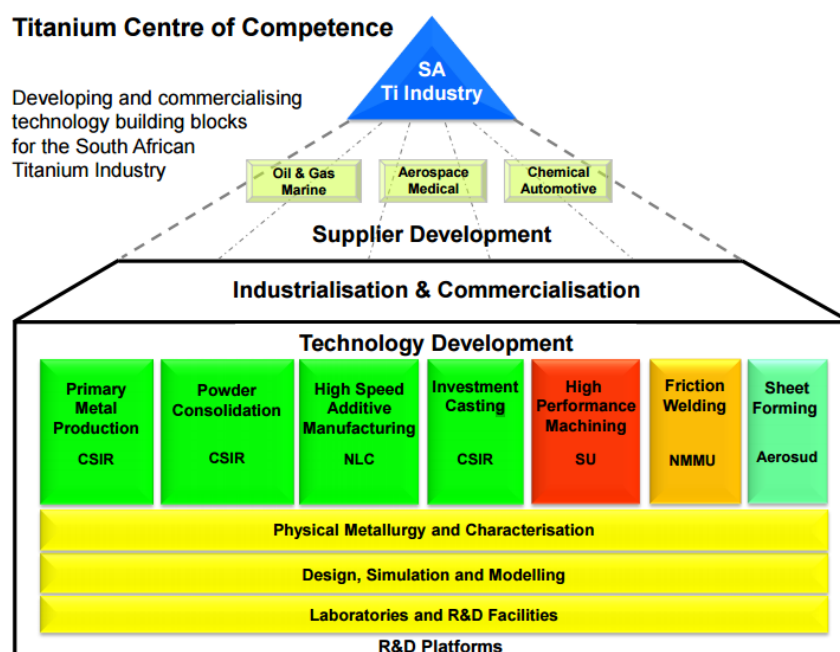 Titanium Centre of Competence
Developing and commercialising
technology building blocks
for the South African
Titanium Industry
SA
Ti Industry
Oil & Gas
Marine
Aerospace
Medical
Chemical
Automotive
Supplier Development
Industrialisation & Commercialisation
Technology Development
Primary
Metal
Production
CSIR
Powder
Consolidation
CSIR
High Speed
Additive
Manufacturing
NLC
Investment
Casting
CSIR
High
Performance
Machining
SU
Friction
Welding
NMMU
Sheet
Forming
Aerosud
Physical Metallurgy and Characterisation
Design, Simulation and Modelling
Laboratories and R&D Facilities
R&D Platforms